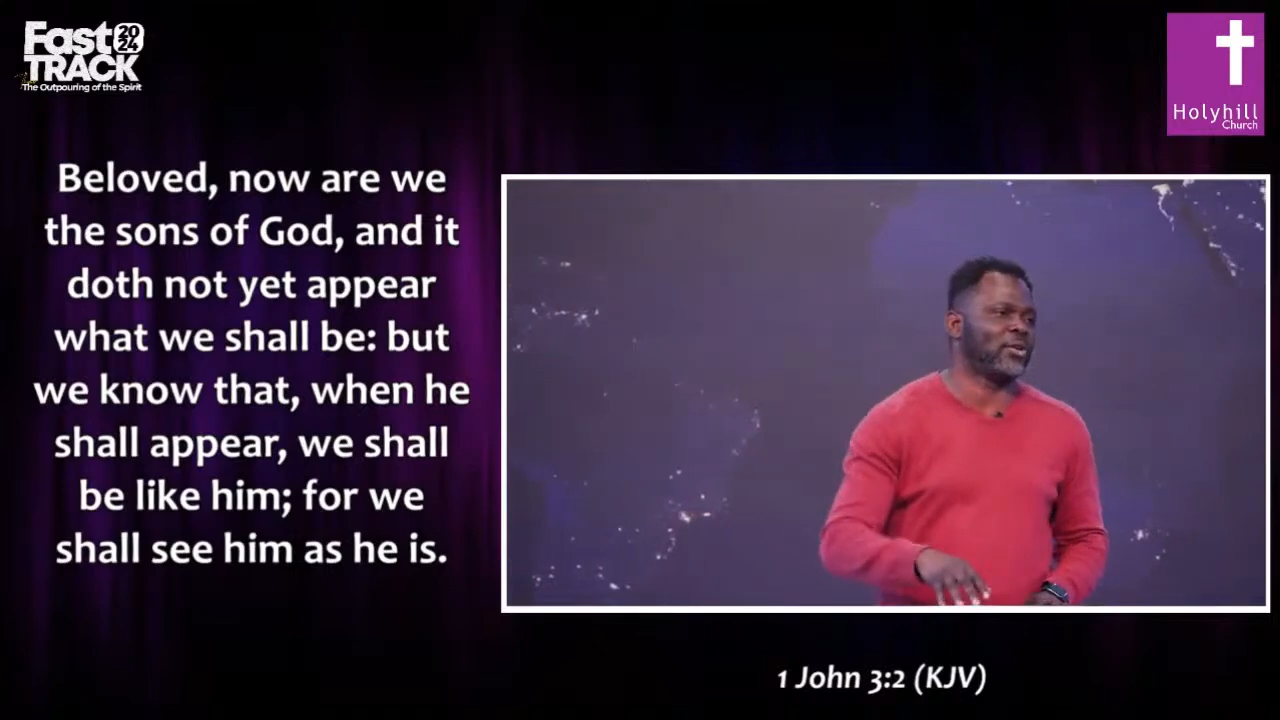 Fast 2024
TRACK
The Outpouring of the Spirit
Holyhill
Church
Beloved, now are we
the sons of God, and it
doth not yet appear
what we shall be: but
we know that, when he
shall appear, we shall
be like him; for we
shall see him as he is.
1 John 3:2 (KJV)